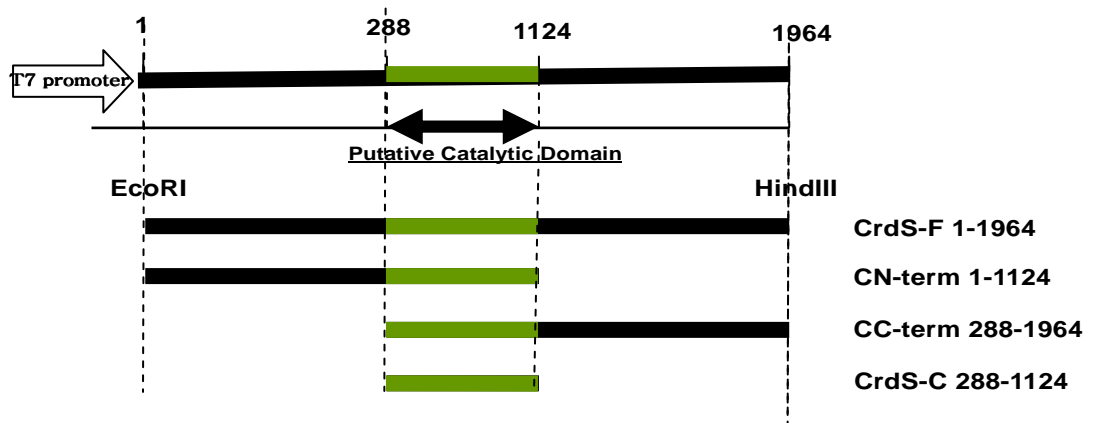 1
288
1124
1964
T7 promoter
Putative Catalytic Domain
EcoRI
HindIII
CrdS-F 1-1964
CN-term 1-1124
CC-term 288-1964
CrdS-C 288-1124